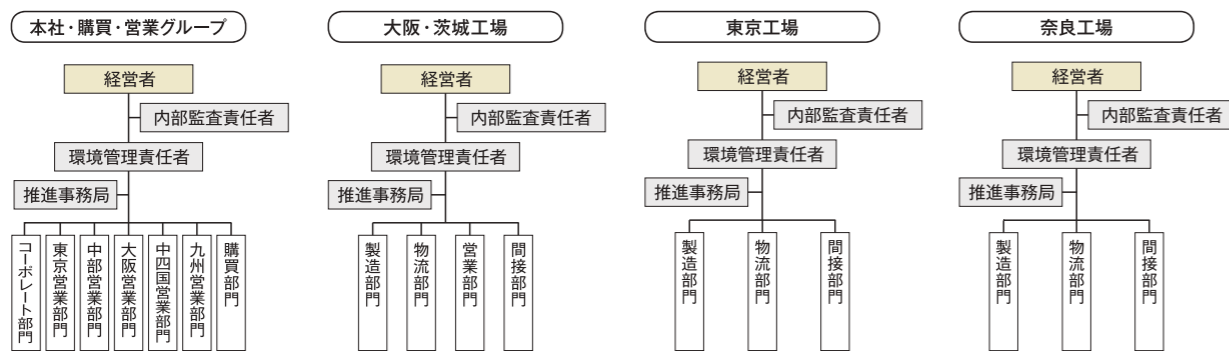 本社・購買・営業グループ
経営者
内部監査責任者
環境管理責任者
推進事務局
コーポレート部門
東京営業部門
中部営業部門
大阪営業部門
中四国営業部門
九州営業部門
購買部門
大阪・茨城工場
経営者
内部監査責任者
環境管理責任者
推進事務局
製造部門
物流部門
営業部門
間接部門
東京工場
経営者
内部監査責任者
環境管理責任者
推進事務局
製造部門
物流部門
間接部門
奈良工場
経営者
内部監査責任者
環境管理責任者
推進事務局
製造部門
物流部門
間接部門